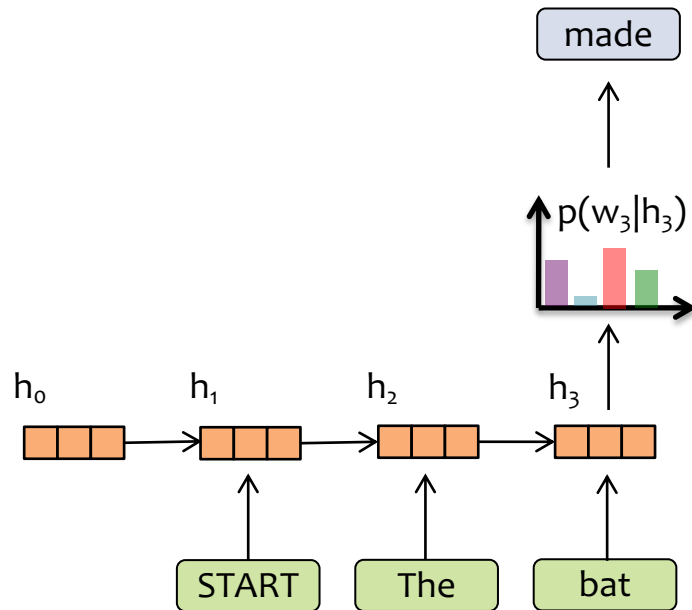 made
p(w₃|h₃)
h₀ h₁ h₂ h₃
START The bat